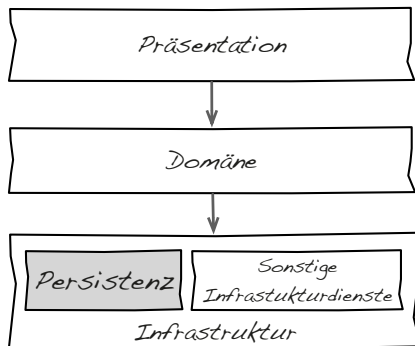 Präsentation
Domäne
Persistenz
Sonstige
Infrastukturdienste
Infrastruktur